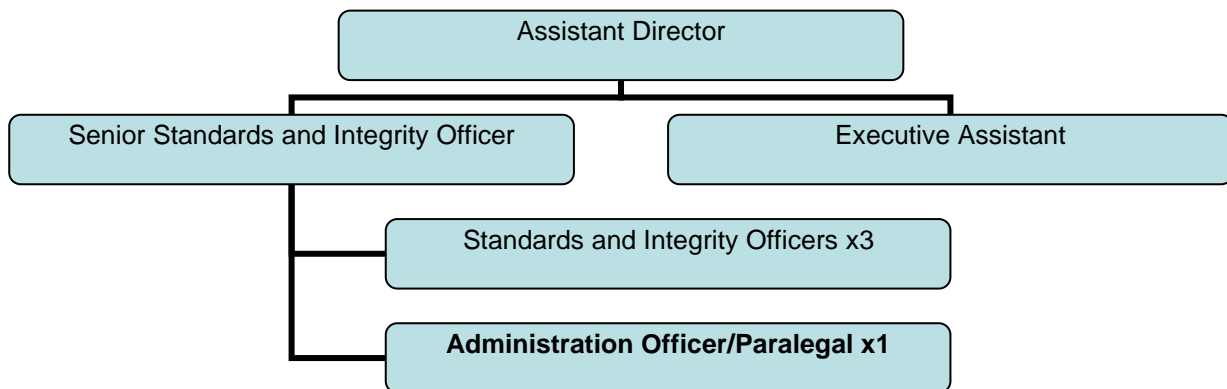 Assistant Director
Senior Standards and Integrity Officer
Executive Assistant
Standards and Integrity Officers x3
Administration Officer/Paralegal x1